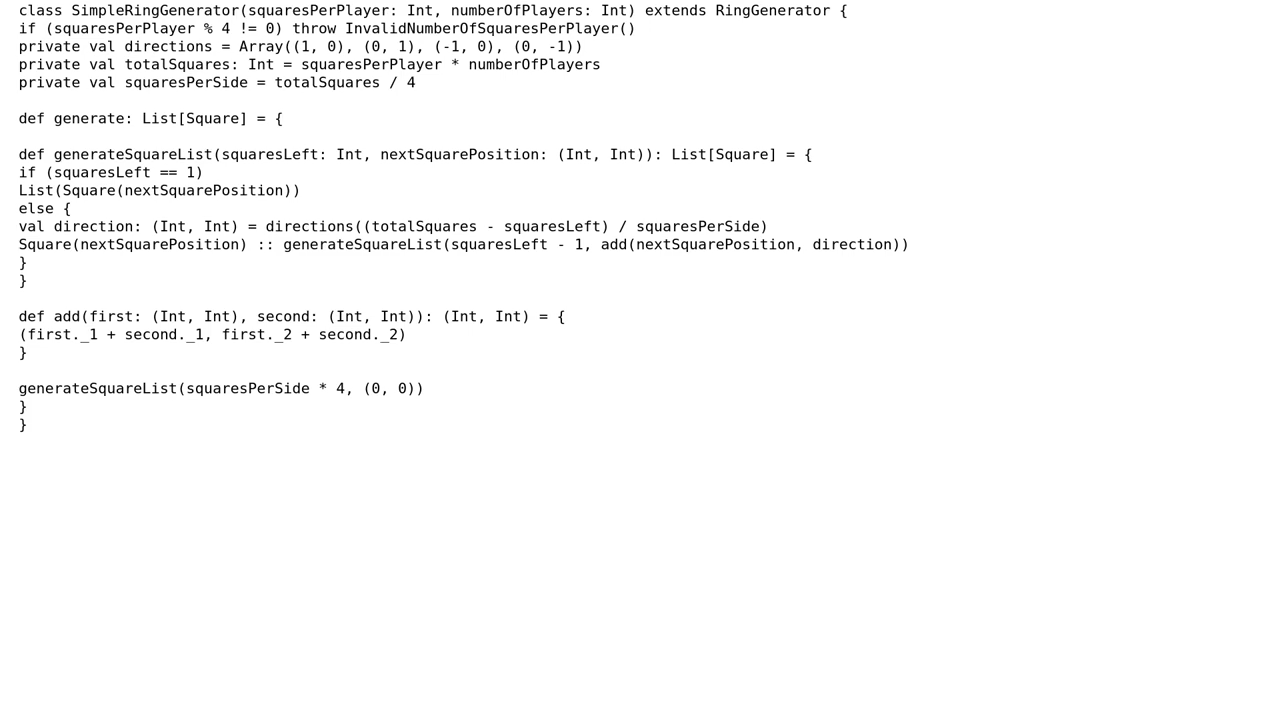 class SimpleRingGenerator(squaresPerPlayer: Int, numberOfPlayers: Int) extends RingGenerator {
if (squaresPerPlayer % 4 != 0) throw InvalidNumberOfSquaresPerPlayer()
private val directions = Array((1, 0), (0, 1), (-1, 0), (0, -1))
private val totalSquares: Int = squaresPerPlayer * numberOfPlayers
private val squaresPerSide = totalSquares / 4

def generate: List[Square] = {

def generateSquareList(squaresLeft: Int, nextSquarePosition: (Int, Int)): List[Square] = {
if (squaresLeft == 1)
List(Square(nextSquarePosition))
else {
val direction: (Int, Int) = directions((totalSquares - squaresLeft) / squaresPerSide)
Square(nextSquarePosition) :: generateSquareList(squaresLeft - 1, add(nextSquarePosition, direction))
}
}

def add(first: (Int, Int), second: (Int, Int)): (Int, Int) = {
(first._1 + second._1, first._2 + second._2)
}

generateSquareList(squaresPerSide * 4, (0, 0))
}
}